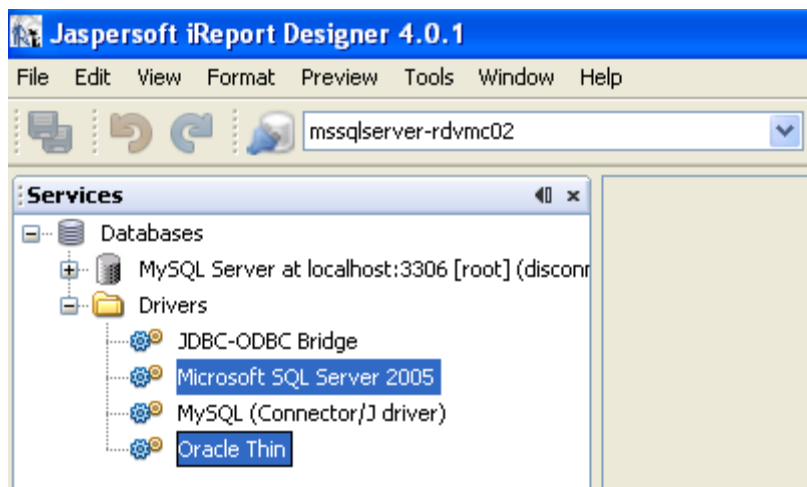 Jaspersoft iReport Designer 4.0.1
File Edit View Format Preview Tools Window Help
mssqlserver-rdvmc02
Services
Databases
MySQL Server at localhost:3306 [root] (disconn
Drivers
JDBC-ODBC Bridge
Microsoft SQL Server 2005
MySQL (Connector/J driver)
Oracle Thin